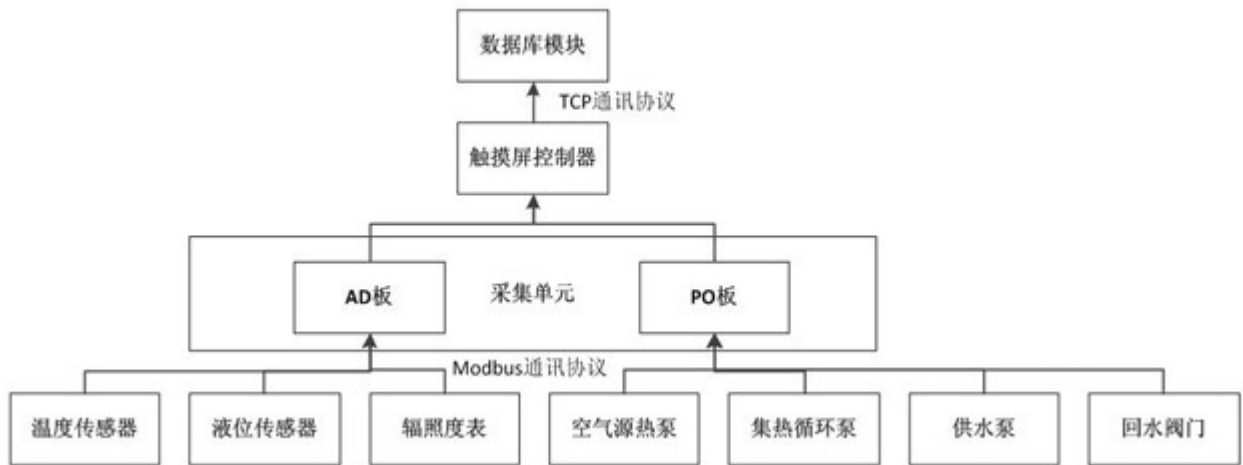 数据库模块
TCP通讯协议
触摸屏控制器
AD板
采集单元
PO板
Modbus通讯协议
温度传感器
液位传感器
辐照度表
空气源热泵
集热循环泵
供水泵
回水阀门